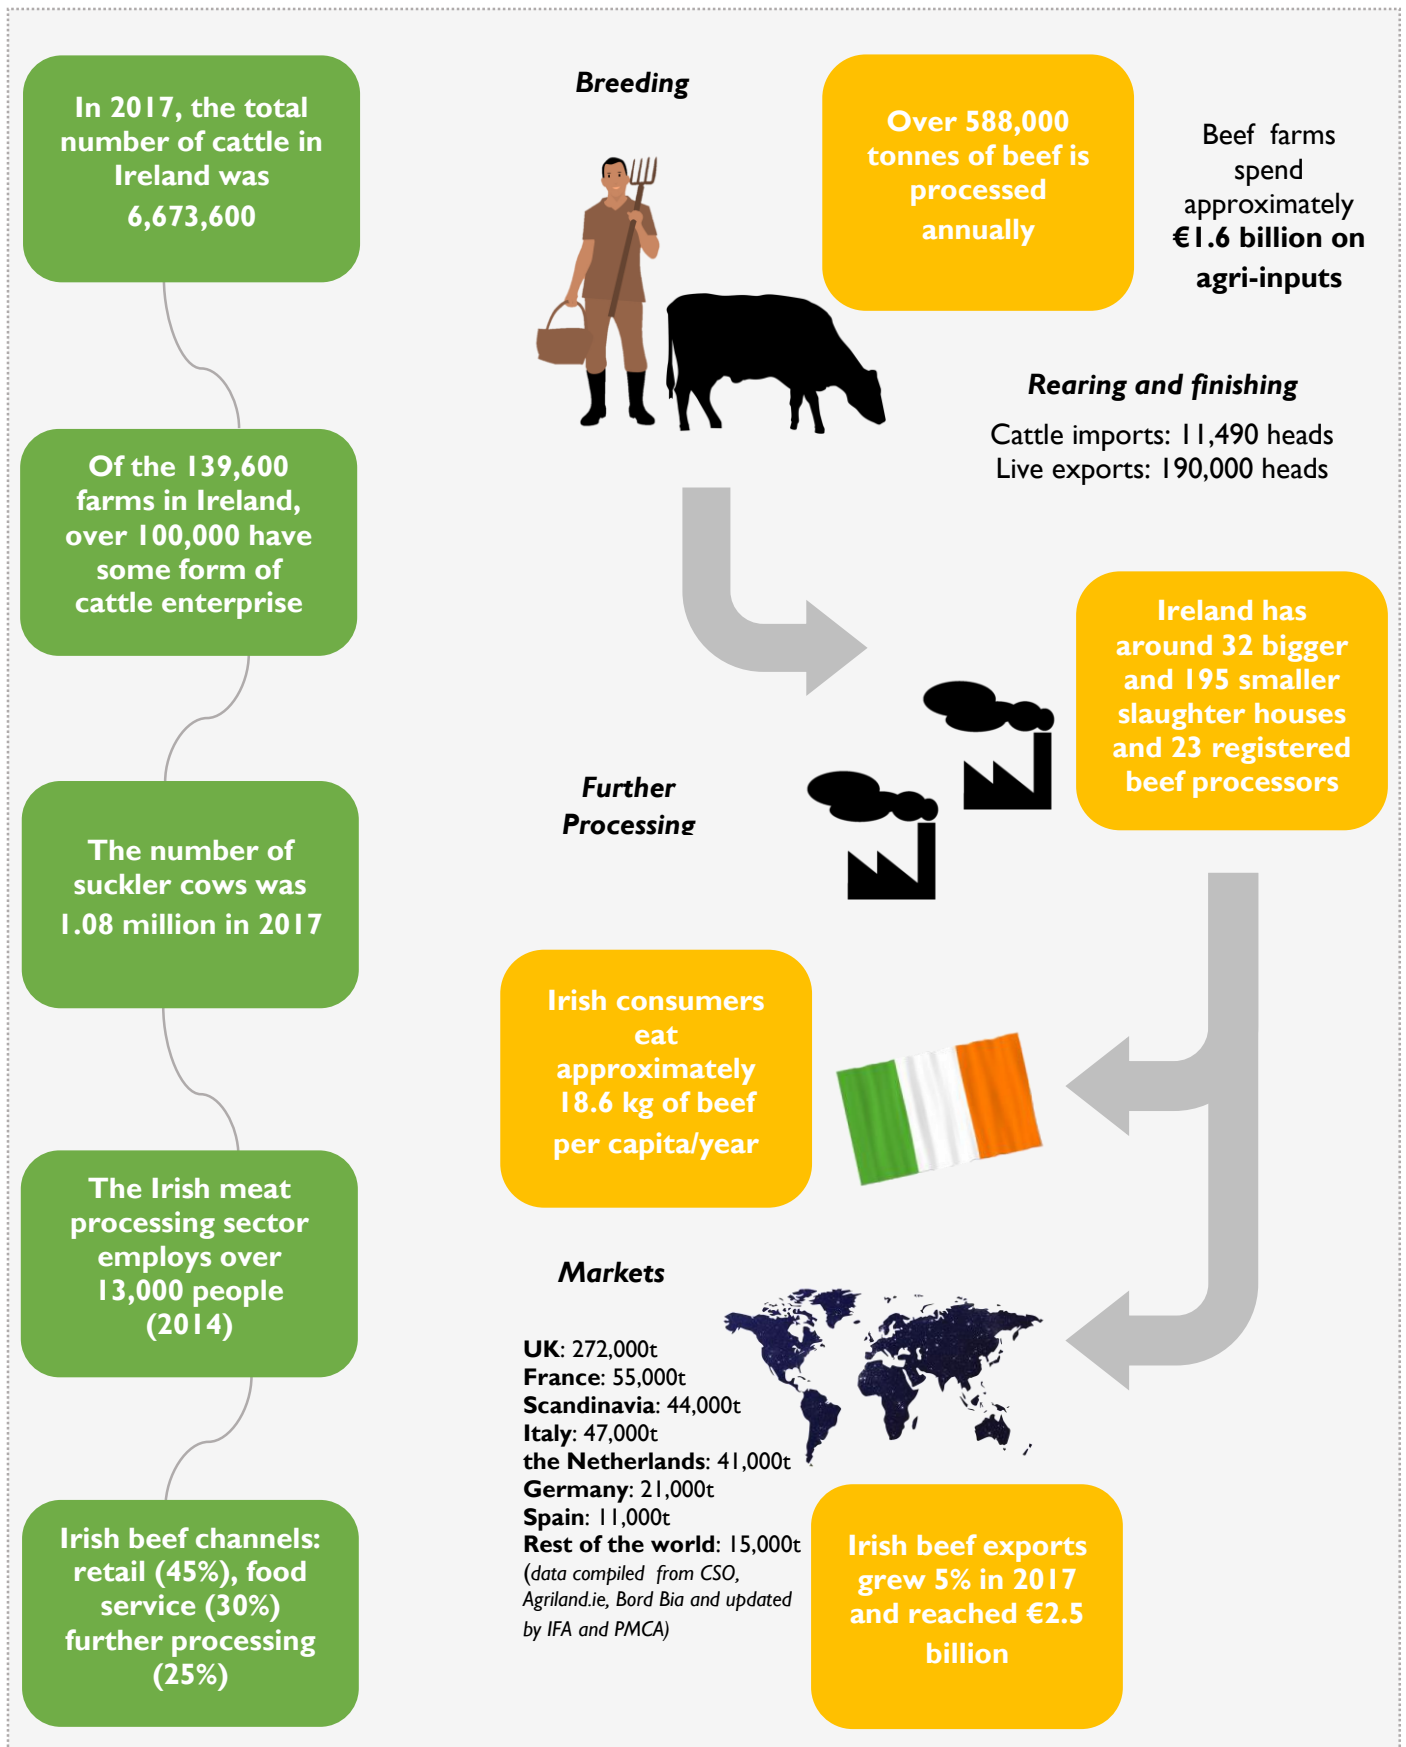 In 2017, the total
number of cattle in
Ireland was
6,673,600
Of the 139,600
farms in Ireland,
over 100,000 have
some form of
cattle enterprise
The number of
suckler cows was
1.08 million in 2017
The Irish meat
processing sector
employs over
13,000 people
(2014)
Irish beef channels:
retail (45%), food
service (30%)
further processing
(25%)
Breeding
Over 588,000
tonnes of beef is
processed
annually
Beef farms
spend
approximately
€1.6 billion on
agri-inputs
Rearing and finishing
Cattle imports: 11,490 heads
Live exports: 190,000 heads
Ireland has
around 32 bigger
and 195 smaller
slaughter houses
and 23 registered
beef processors
Further
Processing
Irish consumers
eat
approximately
18.6 kg of beef
per capita/year
Markets
UK: 272,000t
France: 55,000t
Scandinavia: 44,000t
Italy: 47,000t
the Netherlands: 41,000t
Germany: 21,000t
Spain: 11,000t
Rest of the world: 15,000t
(data compiled from CSO,
Agriland.ie, Bord Bia and updated
by IFA and PMCA)
Irish beef exports
grew 5% in 2017
and reached €2.5
billion